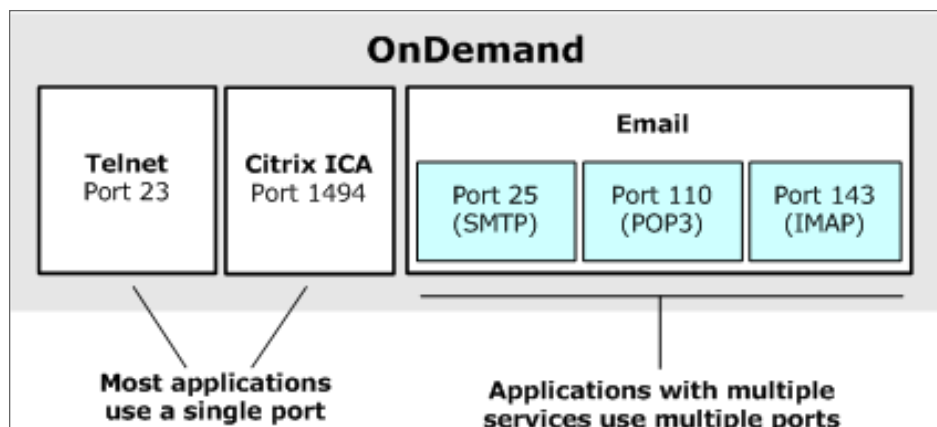 OnDemand
Telnet
Port 23
Citrix ICA
Port 1494
Email
Port 25
(SMTP)
Port 110
(POP3)
Port 143
(IMAP)
Most applications
use a single port
Applications with multiple
services use multiple ports